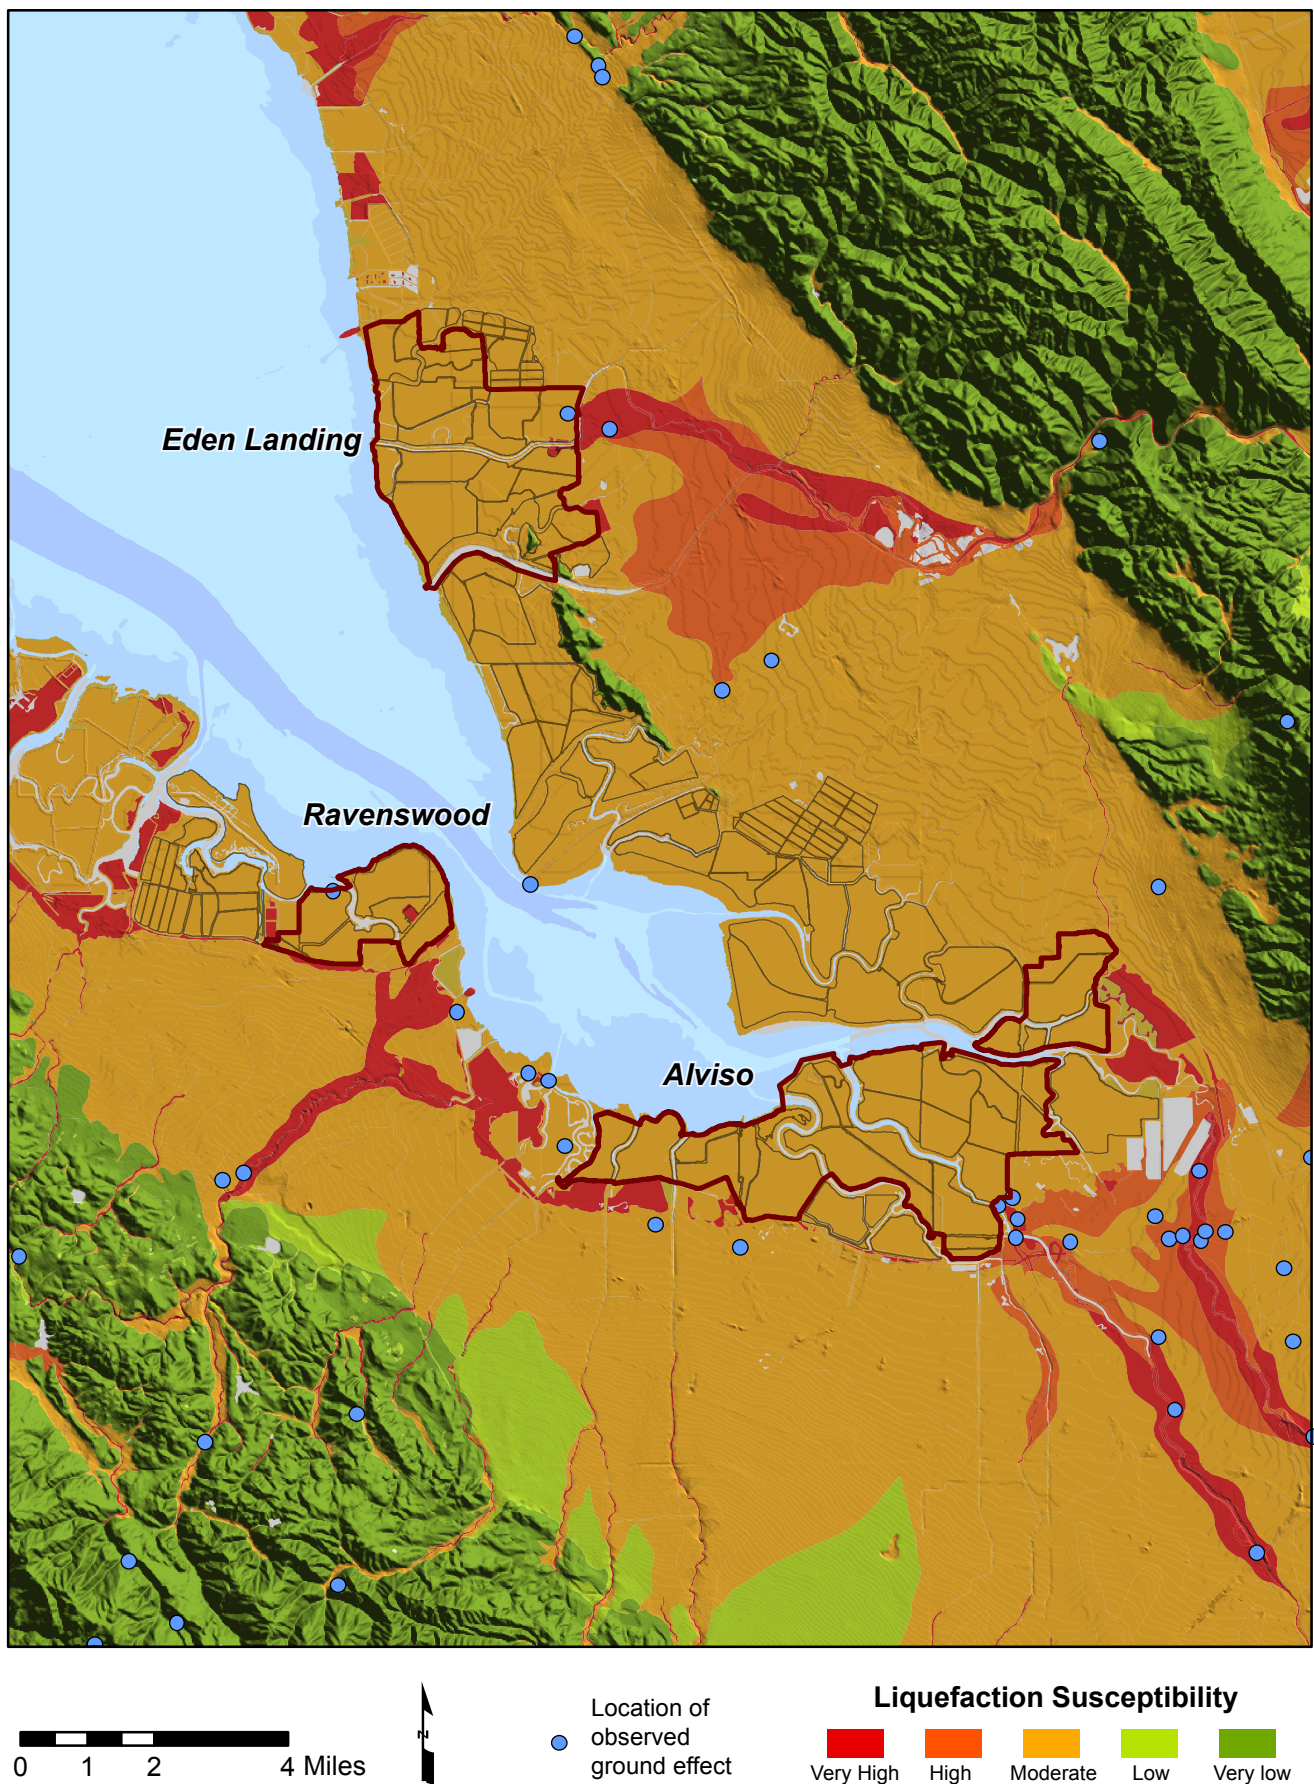 Eden Landing
Ravenswood
Alviso
0 1 2 4 Miles
N
Location of
observed
ground effect
Liquefaction Susceptibility
Very High High Moderate Low Very low